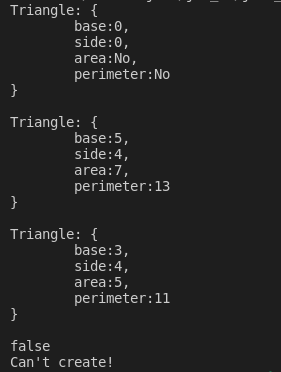 Triangle: {
        base:0,
        side:0,
        area:No,
        perimeter:No
}
Triangle: {
        base:5,
        side:4,
        area:7,
        perimeter:13
}
Triangle: {
        base:3,
        side:4,
        area:5,
        perimeter:11
}
false
Can't create!